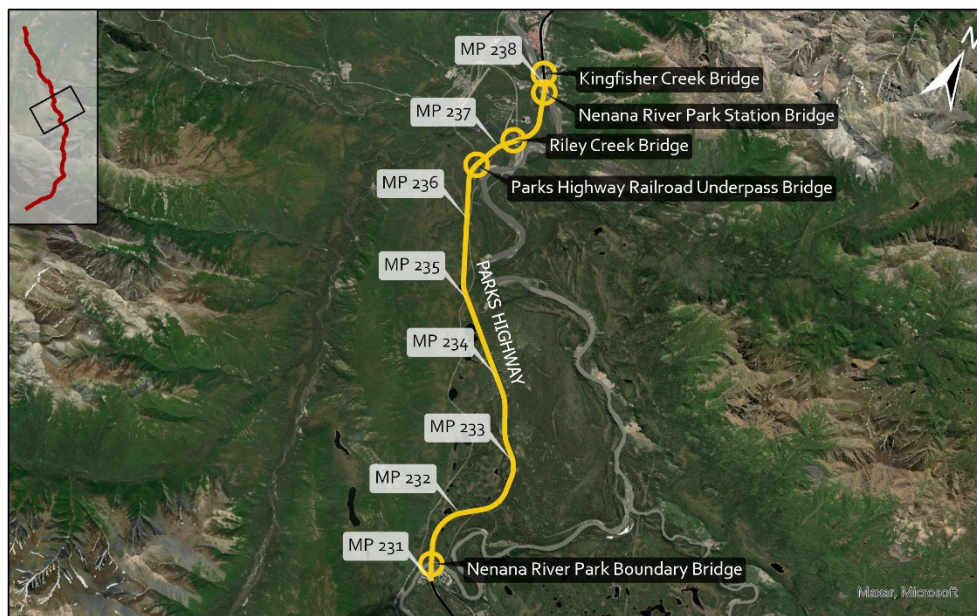 N
MP 238
Kingfisher Creek Bridge
Nenana River Park Station Bridge
MP 237
Riley Creek Bridge
Parks Highway Railroad Underpass Bridge
MP 236
MP 235
PARKS HIGHWAY
MP 234
MP 233
MP 232
MP 231
Nenana River Park Boundary Bridge
Maxar, Microsoft